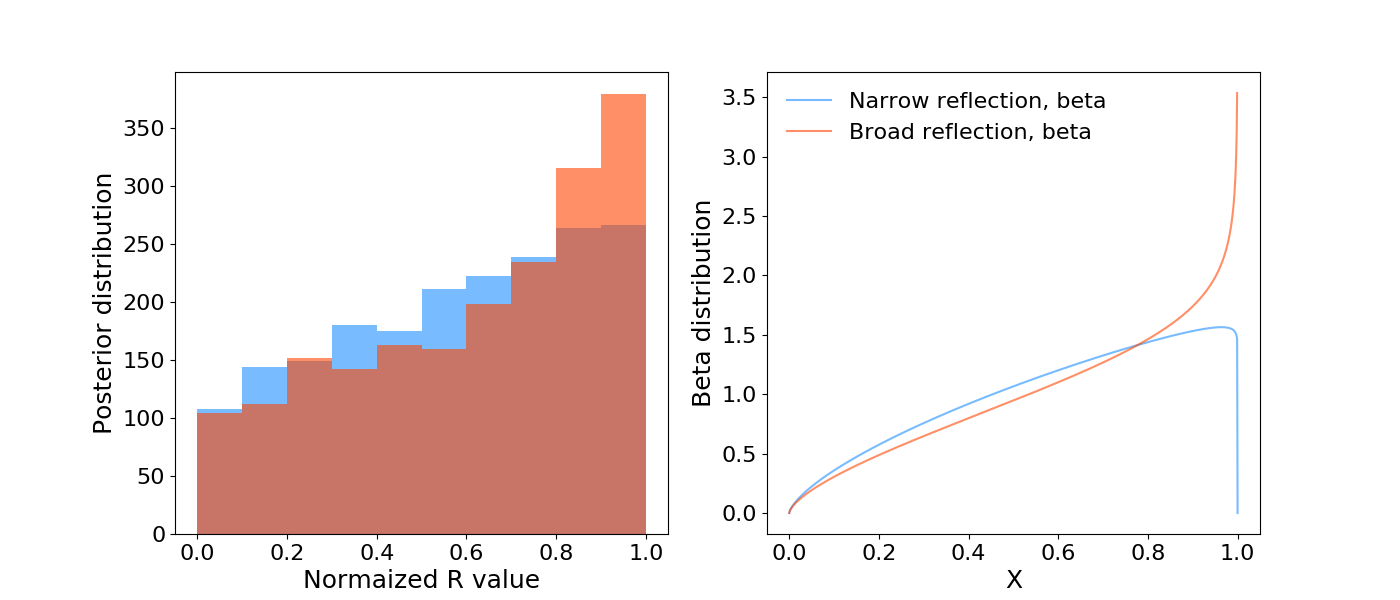 Posterior distribution
350
300
250
200
150
100
50
0
0.0 0.2 0.4 0.6 0.8 1.0
Normaized R value
Beta distribution
3.5
3.0
2.5
2.0
1.5
1.0
0.5
0.0
Narrow reflection, beta
Broad reflection, beta
0.0 0.2 0.4 0.6 0.8 1.0
X